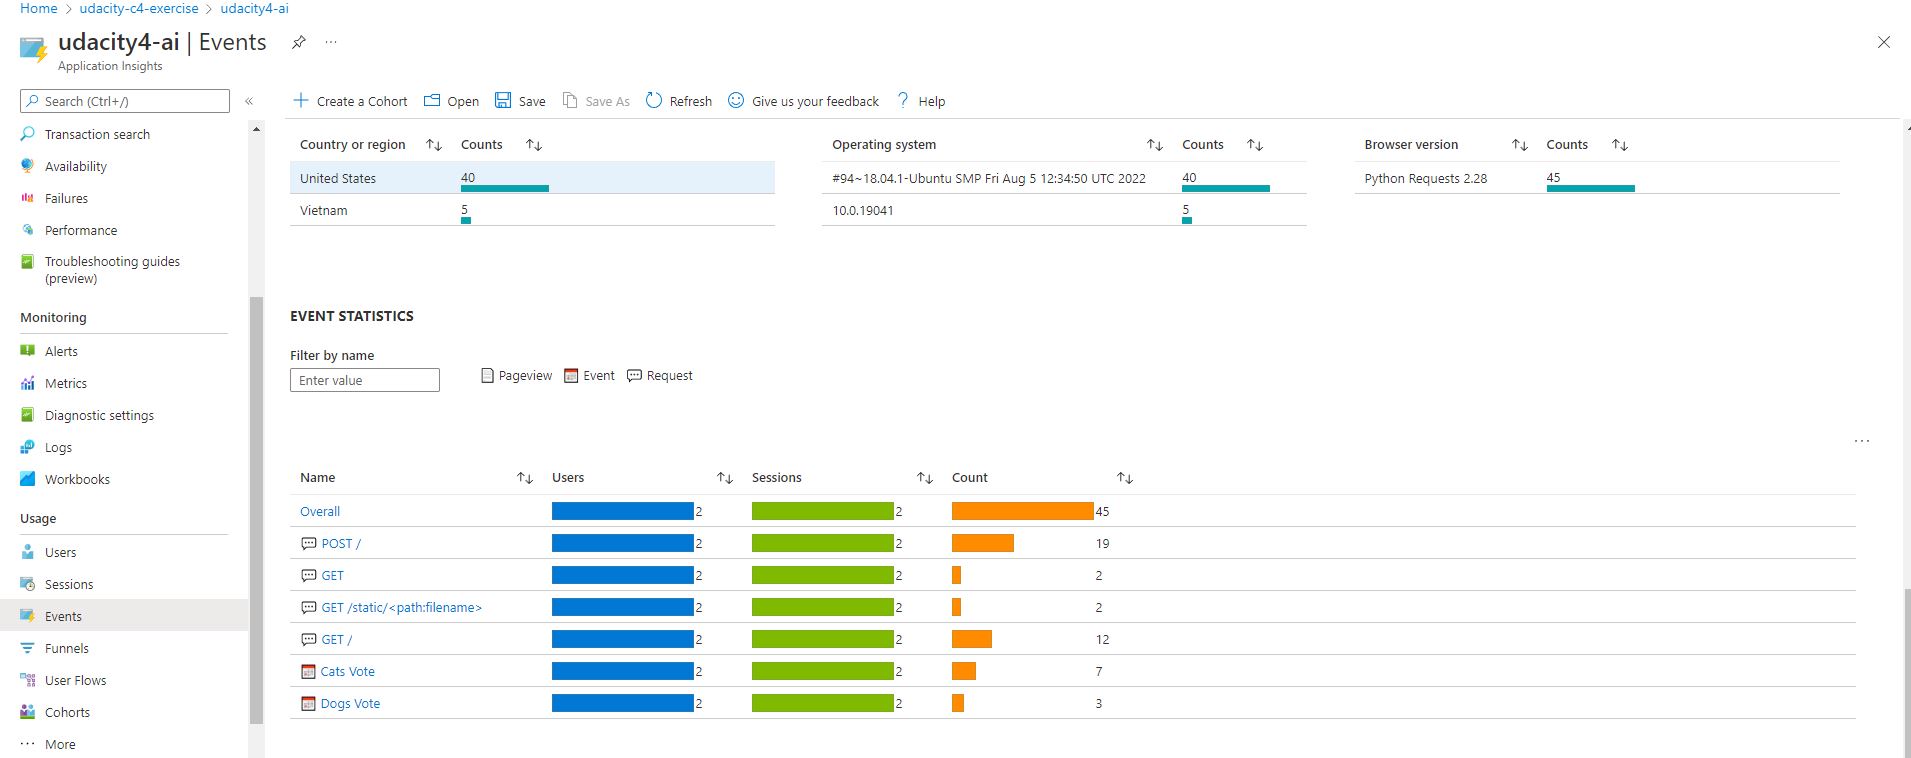 Home > udacity-c4-exercise > udacity4-ai
udacity4-ai | Events
Application Insights
Search (Ctrl+/)
Transaction search
Availability
Failures
Performance
Troubleshooting guides
(preview)
Monitoring
Alerts
Metrics
Diagnostic settings
Logs
Workbooks
Usage
Users
Sessions
Events
Funnels
User Flows
Cohorts
More
Create a Cohort Open Save Save As Refresh Give us your feedback ? Help
Country or region Counts
United States 40
Vietnam 5
Operating system Counts
#94~18.04.1-Ubuntu SMP Fri Aug 5 12:34:50 UTC 2022 40
10.0.19041 5
Browser version Counts
Python Requests 2.28 45
EVENT STATISTICS
Filter by name
Enter value
Pageview Event Request
Name Users Sessions Count
Overall 2 2 45
POST / 2 2 19
GET 2 2 2
GET /static/<path:filename> 2 2 2
GET / 2 2 12
Cats Vote 2 2 7
Dogs Vote 2 2 3